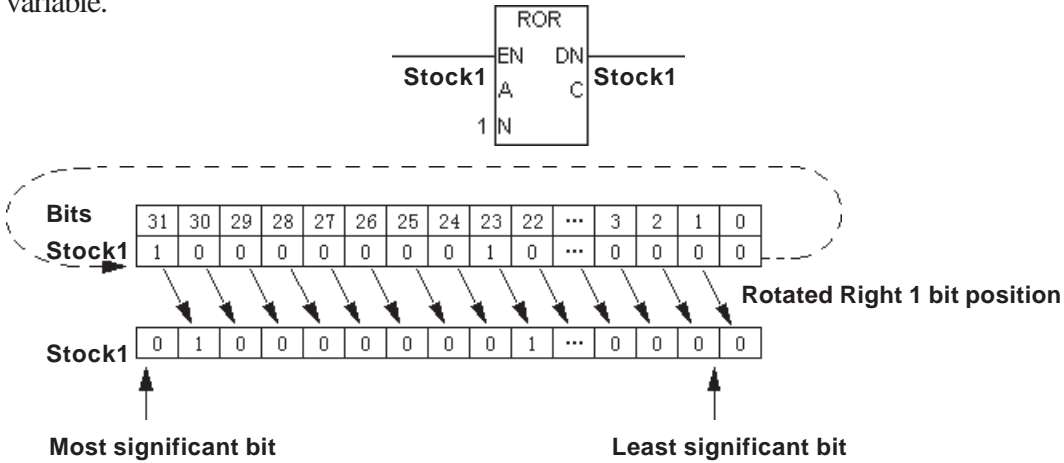 variable.
ROR
EN DN
Stock1 A C Stock1
1 N
Bits 31 30 29 28 27 26 25 24 23 22 ... 3 2 1 0
Stock1 1 0 0 0 0 0 0 0 1 0 ... 0 0 0 0
Rotated Right 1 bit position
Stock1 0 1 0 0 0 0 0 0 0 1 ... 0 0 0 0
Most significant bit Least significant bit